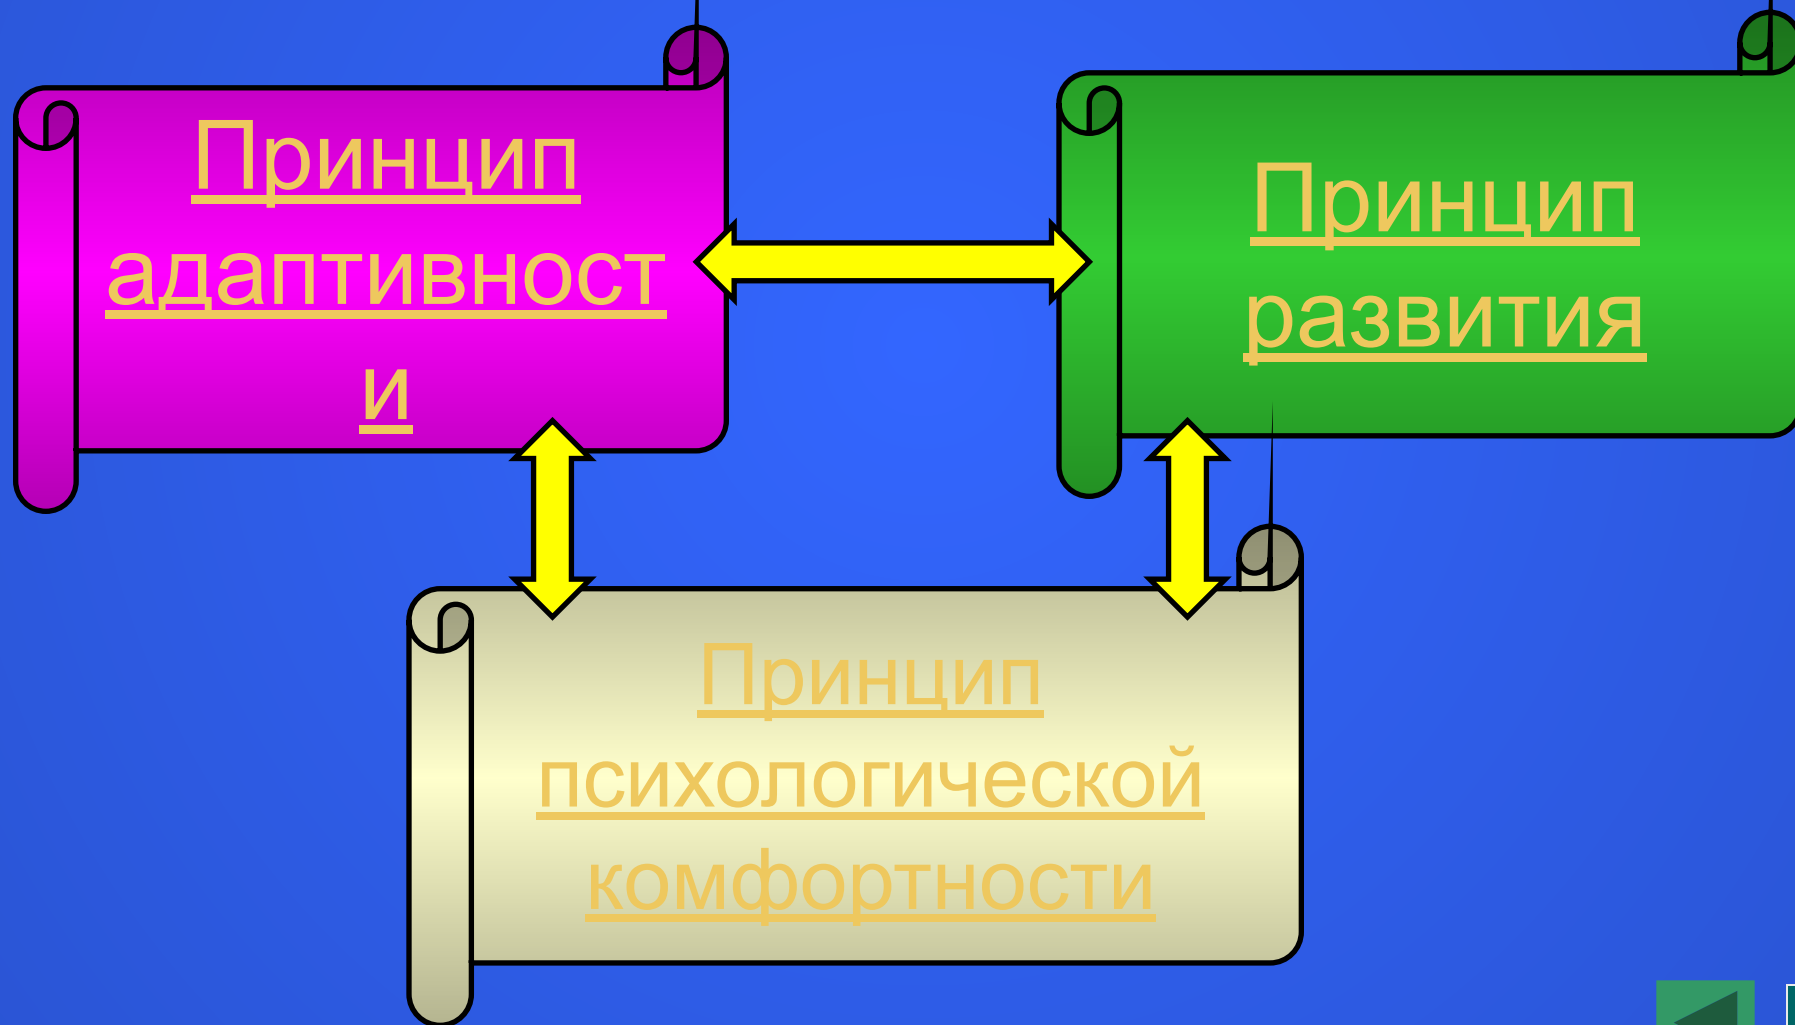 Принцип
адаптивност
и
Принцип
развития
Принцип
психологической
комфортности